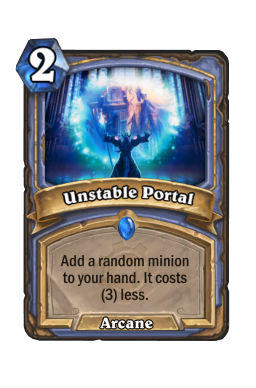 2
Unstable Portal
Add a random minion
to your hand. It costs
(3) less.
Arcane